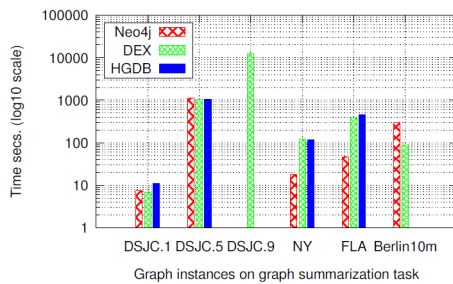 100000
10000
1000
100
10
1
Time secs. (log10 scale)
Neo4j
DEX
HGDB
DSJC.1 DSJC.5 DSJC.9 NY FLA Berlin10m
Graph instances on graph summarization task